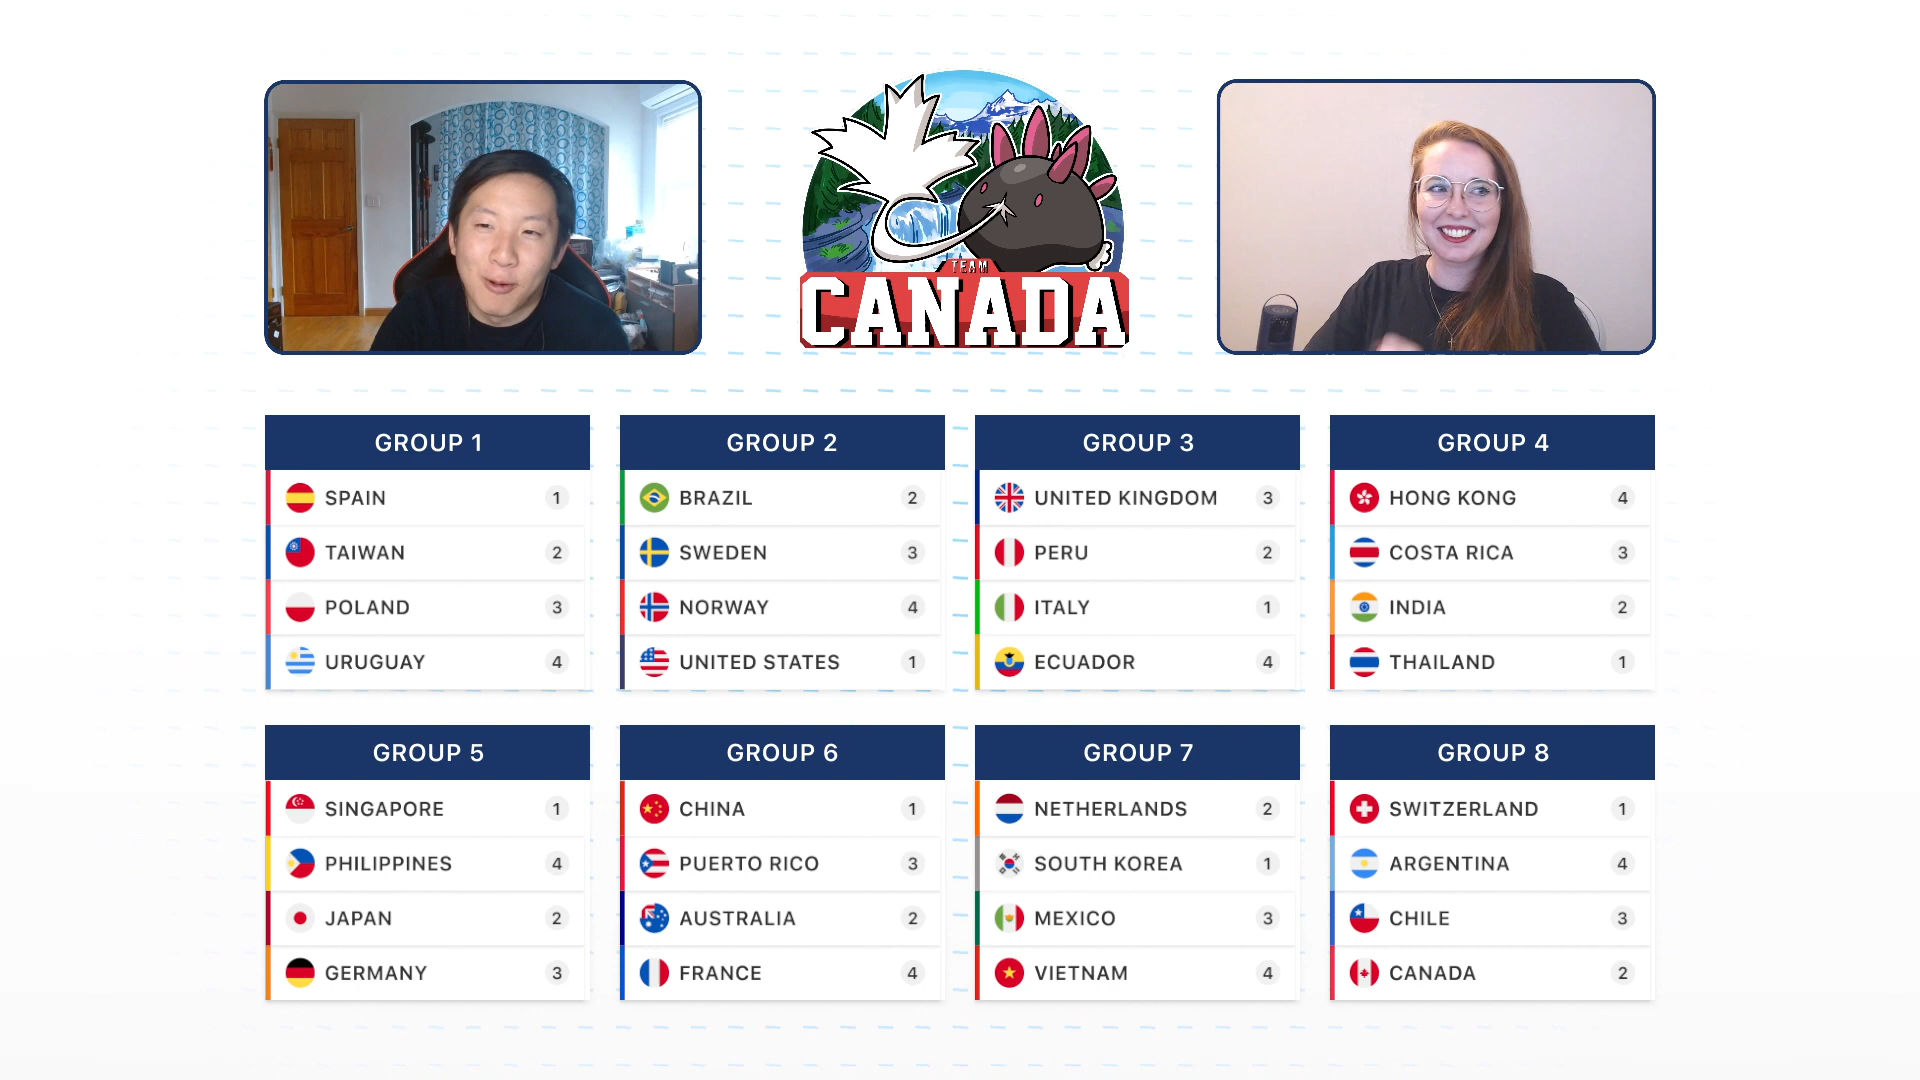 TEAM
CANADA
GROUP 1
SPAIN 1
TAIWAN 2
POLAND 3
URUGUAY 4
GROUP 2
BRAZIL 2
SWEDEN 3
NORWAY 4
UNITED STATES 1
GROUP 3
UNITED KINGDOM 3
PERU 2
ITALY 1
ECUADOR 4
GROUP 4
HONG KONG 4
COSTA RICA 3
INDIA 2
THAILAND 1
GROUP 5
SINGAPORE 1
PHILIPPINES 4
JAPAN 2
GERMANY 3
GROUP 6
CHINA 1
PUERTO RICO 3
AUSTRALIA 2
FRANCE 4
GROUP 7
NETHERLANDS 2
SOUTH KOREA 1
MEXICO 3
VIETNAM 4
GROUP 8
SWITZERLAND 1
ARGENTINA 4
CHILE 3
CANADA 2